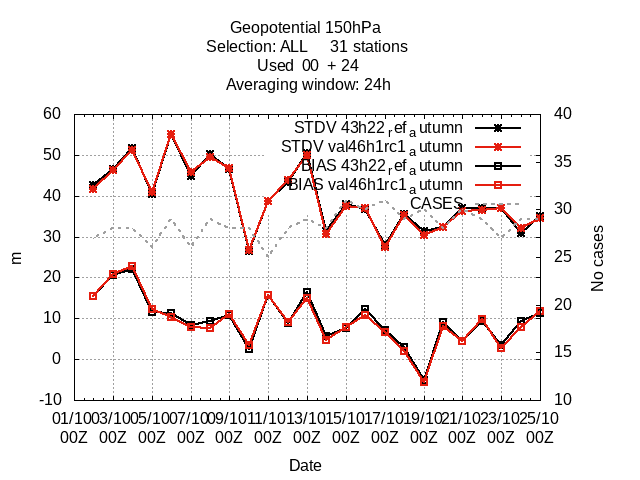 Geopotential 150hPa
Selection: ALL 31 stations
Used 00 + 24
Averaging window: 24h
60
50
40
30
20
10
0
-10
40
35
30
25
20
15
10
STDV 43h22_ref_autumn
STDV val46h1rc1_autumn
BIAS 43h22_ref_autumn
BIAS val46h1rc1_autumn
CASES
m
No cases
01/10 03/10 05/10 07/10 09/10 11/10 13/10 15/10 17/10 19/10 21/10 23/10 25/10
00Z 00Z 00Z 00Z 00Z 00Z 00Z 00Z 00Z 00Z 00Z 00Z 00Z
Date